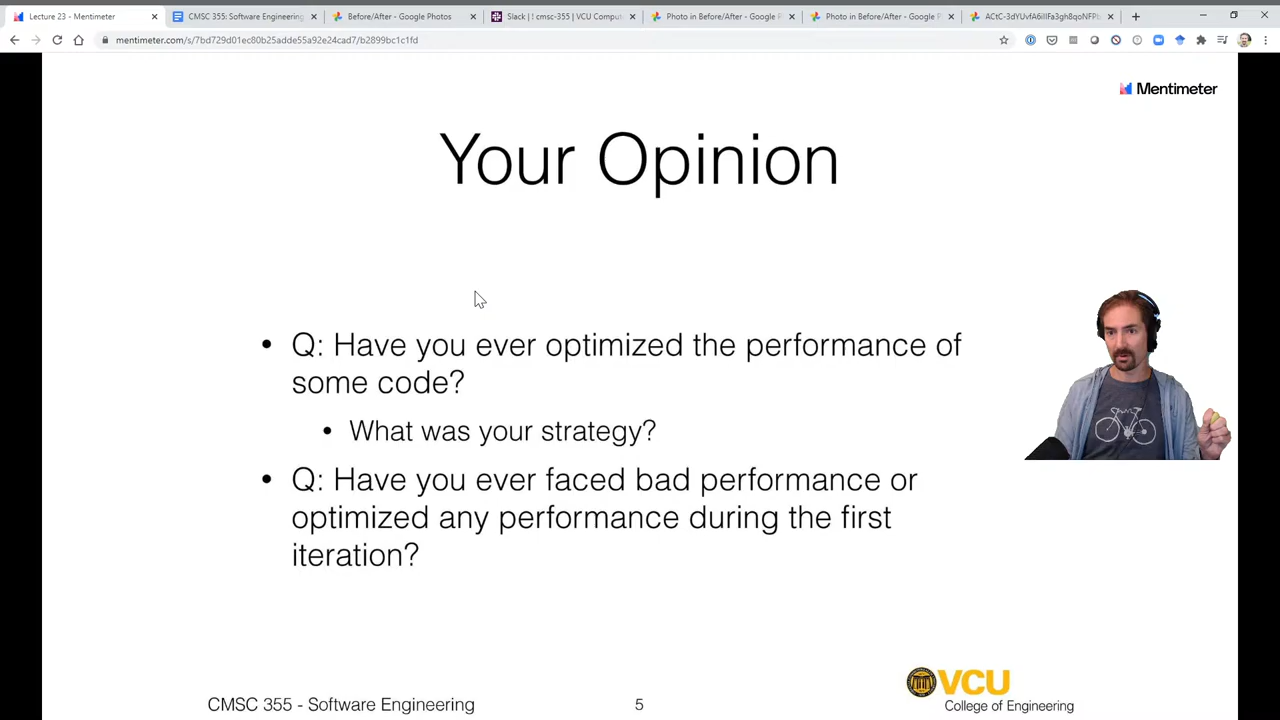 Lecture 23 - Mentimeter
CMSC 355: Software Engineering
Before/After - Google Photos
Slack | ! cmsc-355 | VCU Comput
Photo in Before/After - Google P
Photo in Before/After - Google P
mentimeter.com/s/7bd729d01ec80b25adde55a92e24cad7/b2899bc1c1fd
Mentimeter
Your Opinion
• Q: Have you ever optimized the performance of
some code?
• What was your strategy?
• Q: Have you ever faced bad performance or
optimized any performance during the first
iteration?
CMSC 355 - Software Engineering
5
VCU
College of Engineering